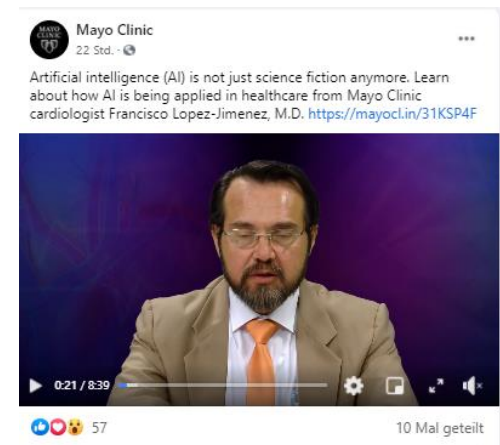 MAYO CLINIC
Mayo Clinic
22 Std. ·
Artificial intelligence (AI) is not just science fiction anymore. Learn
about how AI is being applied in healthcare from Mayo Clinic
cardiologist Francisco Lopez-Jimenez, M.D. https://mayocl.in/31KSP4F
0:21 / 8:39
57
10 Mal geteilt